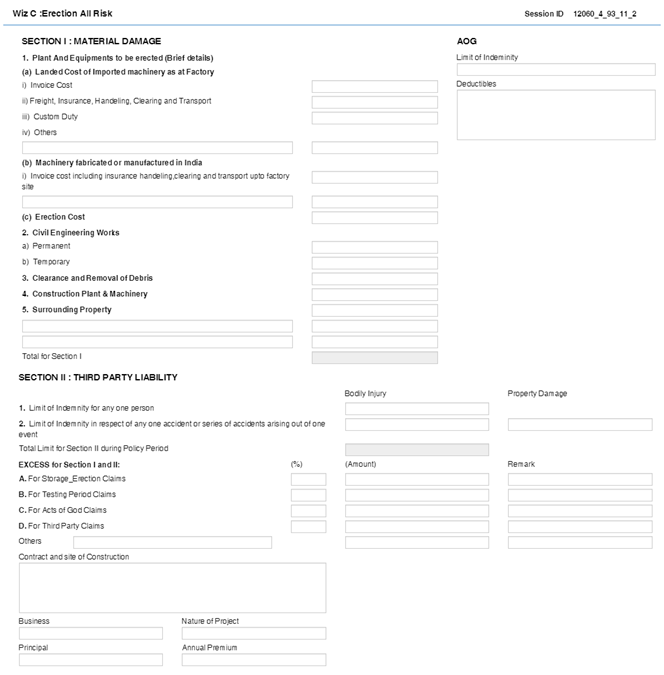 Wiz C :Erection All Risk
Session ID 12060_4_93_11_2
SECTION I : MATERIAL DAMAGE
AOG
1. Plant And Equipments to be erected (Brief details)
Limit of Indeminity
(a) Landed Cost of Imported machinery as at Factory
i) Invoice Cost
Deductibles
ii) Freight, Insurance, Handeling, Clearing and Transport
iii) Custom Duty
iv) Others
(b) Machinery fabricated or manufactured in India
i) Invoice cost including insurance handeling,clearing and transport upto factory
site
(c) Erection Cost
2. Civil Engineering Works
a) Permanent
b) Temporary
3. Clearance and Removal of Debris
4. Construction Plant & Machinery
5. Surrounding Property
Total for Section I
SECTION II : THIRD PARTY LIABILITY
Bodily Injury Property Damage
1. Limit of Indemnity for any one person
2. Limit of Indemnity in respect of any one accident or series of accidents arising out of one
event
Total Limit for Section II during Policy Period
EXCESS for Section I and II: (%) (Amount) Remark
A. For Storage_Erection Claims
B. For Testing Period Claims
C. For Acts of God Claims
D. For Third Party Claims
Others
Contract and site of Construction
Business Nature of Project
Principal Annual Premium